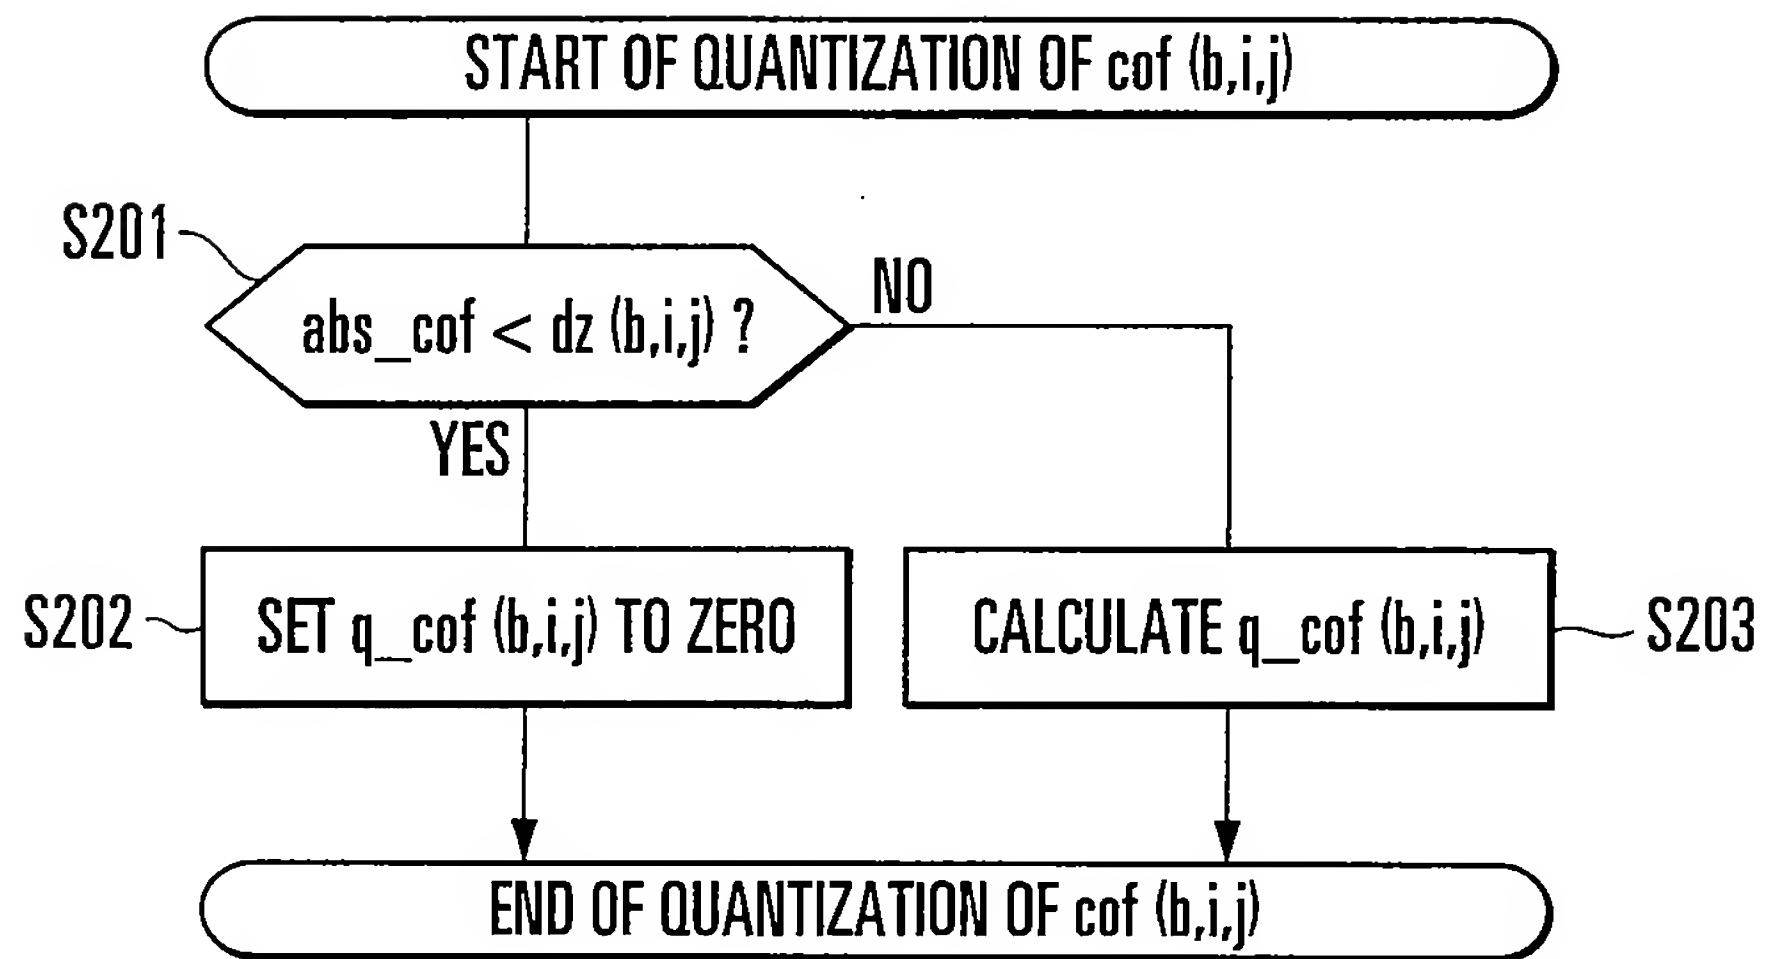 START OF QUANTIZATION OF cof (b,i,j)
S201
abs_cof < dz (b,i,j) ?
NO
YES
S202
SET q_cof (b,i,j) TO ZERO
CALCULATE q_cof (b,i,j)
S203
END OF QUANTIZATION OF cof (b,i,j)